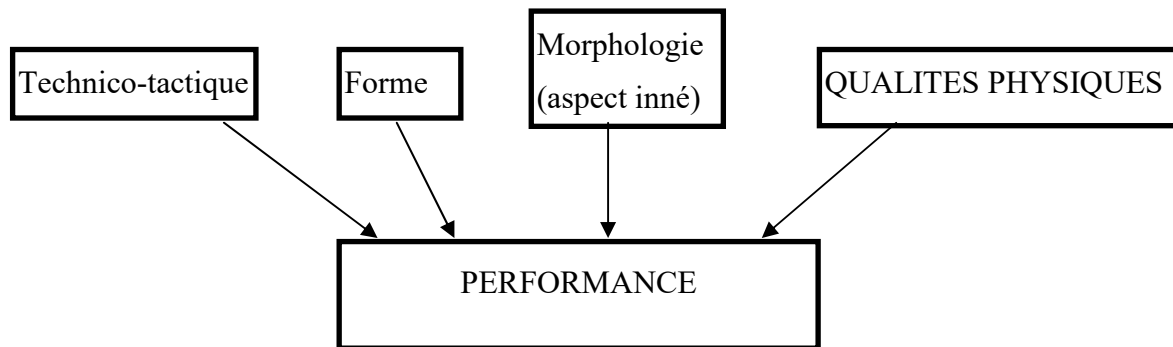 Technico-tactique
Forme
Morphologie
(aspect inné)
QUALITES PHYSIQUES
PERFORMANCE